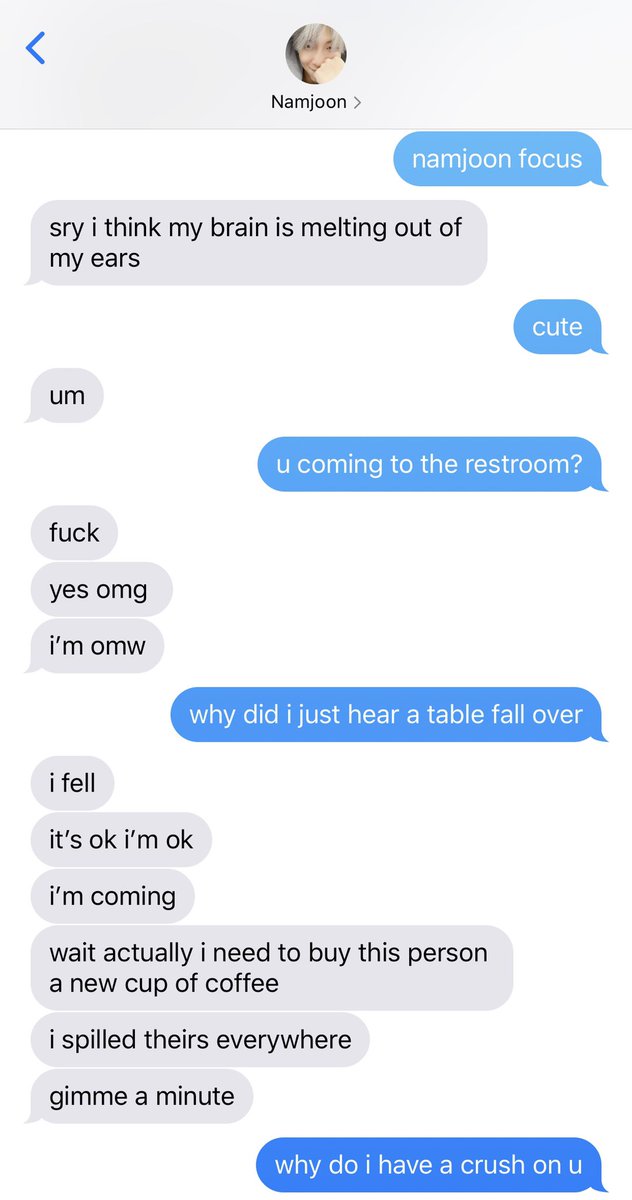 Namjoon
namjoon focus
sry i think my brain is melting out of
my ears
cute
um
u coming to the restroom?
fuck
yes omg
i’m omw
why did i just hear a table fall over
i fell
it’s ok i’m ok
i’m coming
wait actually i need to buy this person
a new cup of coffee
i spilled theirs everywhere
gimme a minute
why do i have a crush on u